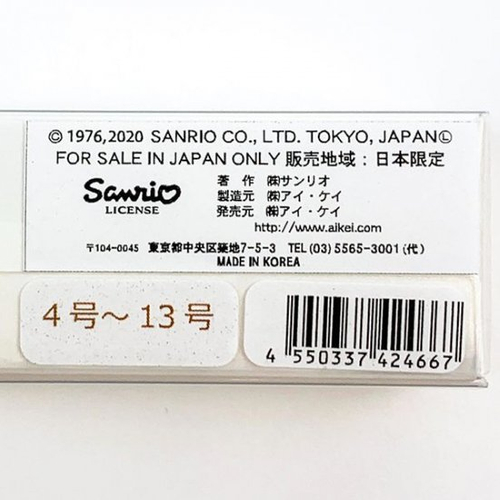 © 1976,2020 SANRIO CO., LTD. TOKYO, JAPANⓁ
FOR SALE IN JAPAN ONLY 販売地域：日本限定
Sanrio
LICENSE
著　作　㈱サンリオ
製造元　㈱アイ・ケイ
発売元　㈱アイ・ケイ
http://www.aikei.com
〒104-0045　東京都中央区築地7-5-3　TEL (03) 5565-3001 (代)
MADE IN KOREA
4号～13号
4 550337 424667